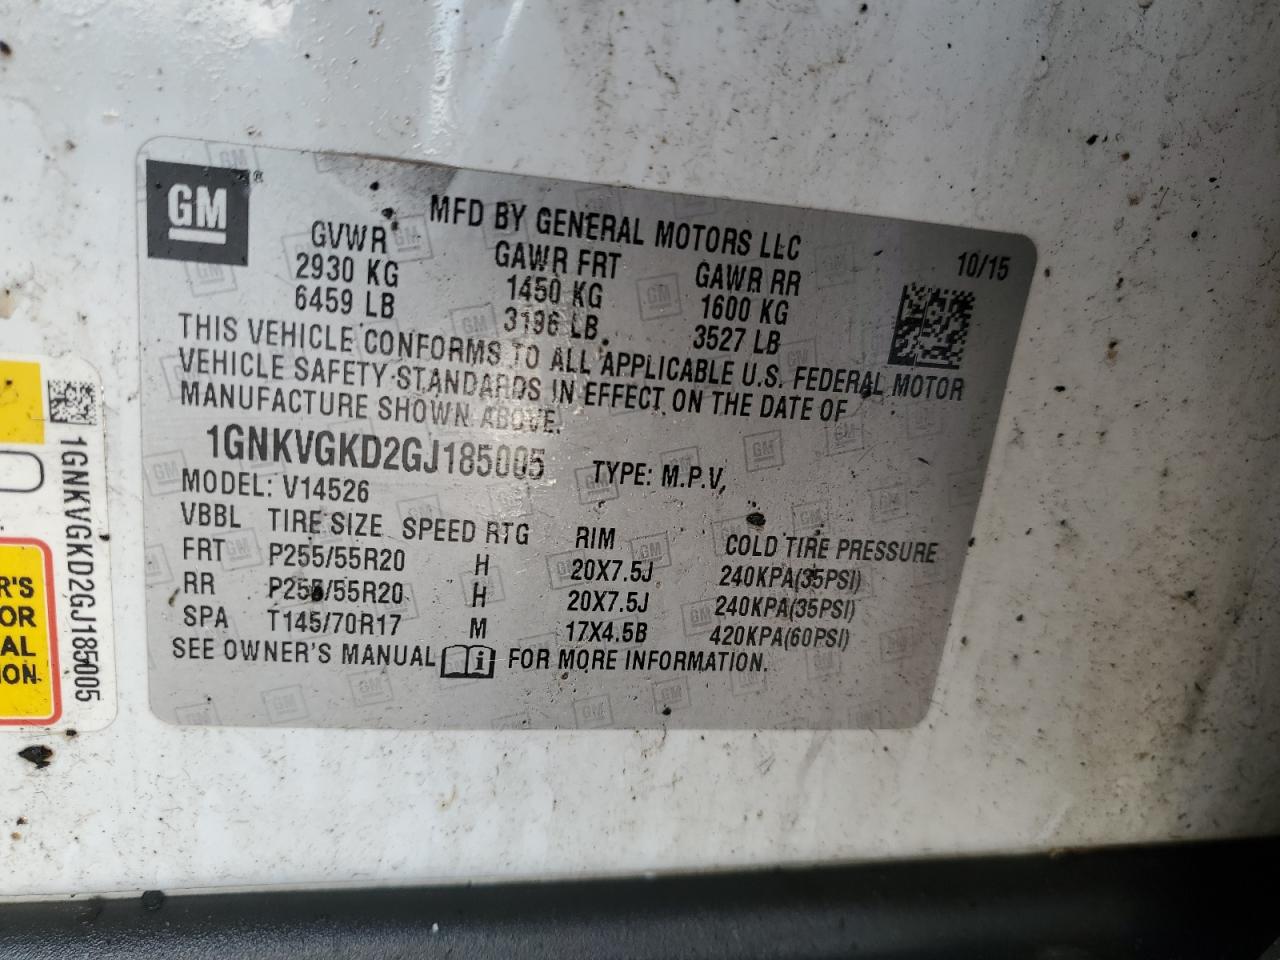 GM®
MFD BY GENERAL MOTORS LLC
10/15
GVWR GAWR FRT GAWR RR
2930 KG 1450 KG 1600 KG
6459 LB 3196 LB 3527 LB
THIS VEHICLE CONFORMS TO ALL APPLICABLE U.S. FEDERAL MOTOR
VEHICLE SAFETY STANDARDS IN EFFECT ON THE DATE OF
MANUFACTURE SHOWN ABOVE.
1GNKVGKD2GJ185005 TYPE: M.P.V,
MODEL: V14526
VBBL TIRE SIZE SPEED RTG RIM COLD TIRE PRESSURE
FRT P255/55R20 H 20X7.5J 240KPA(35PSI)
RR P255/55R20 H 20X7.5J 240KPA(35PSI)
SPA T145/70R17 M 17X4.5B 420KPA(60PSI)
SEE OWNER'S MANUAL FOR MORE INFORMATION.
1GNKVGKD2GJ185005
R'S
OR
AL
ION